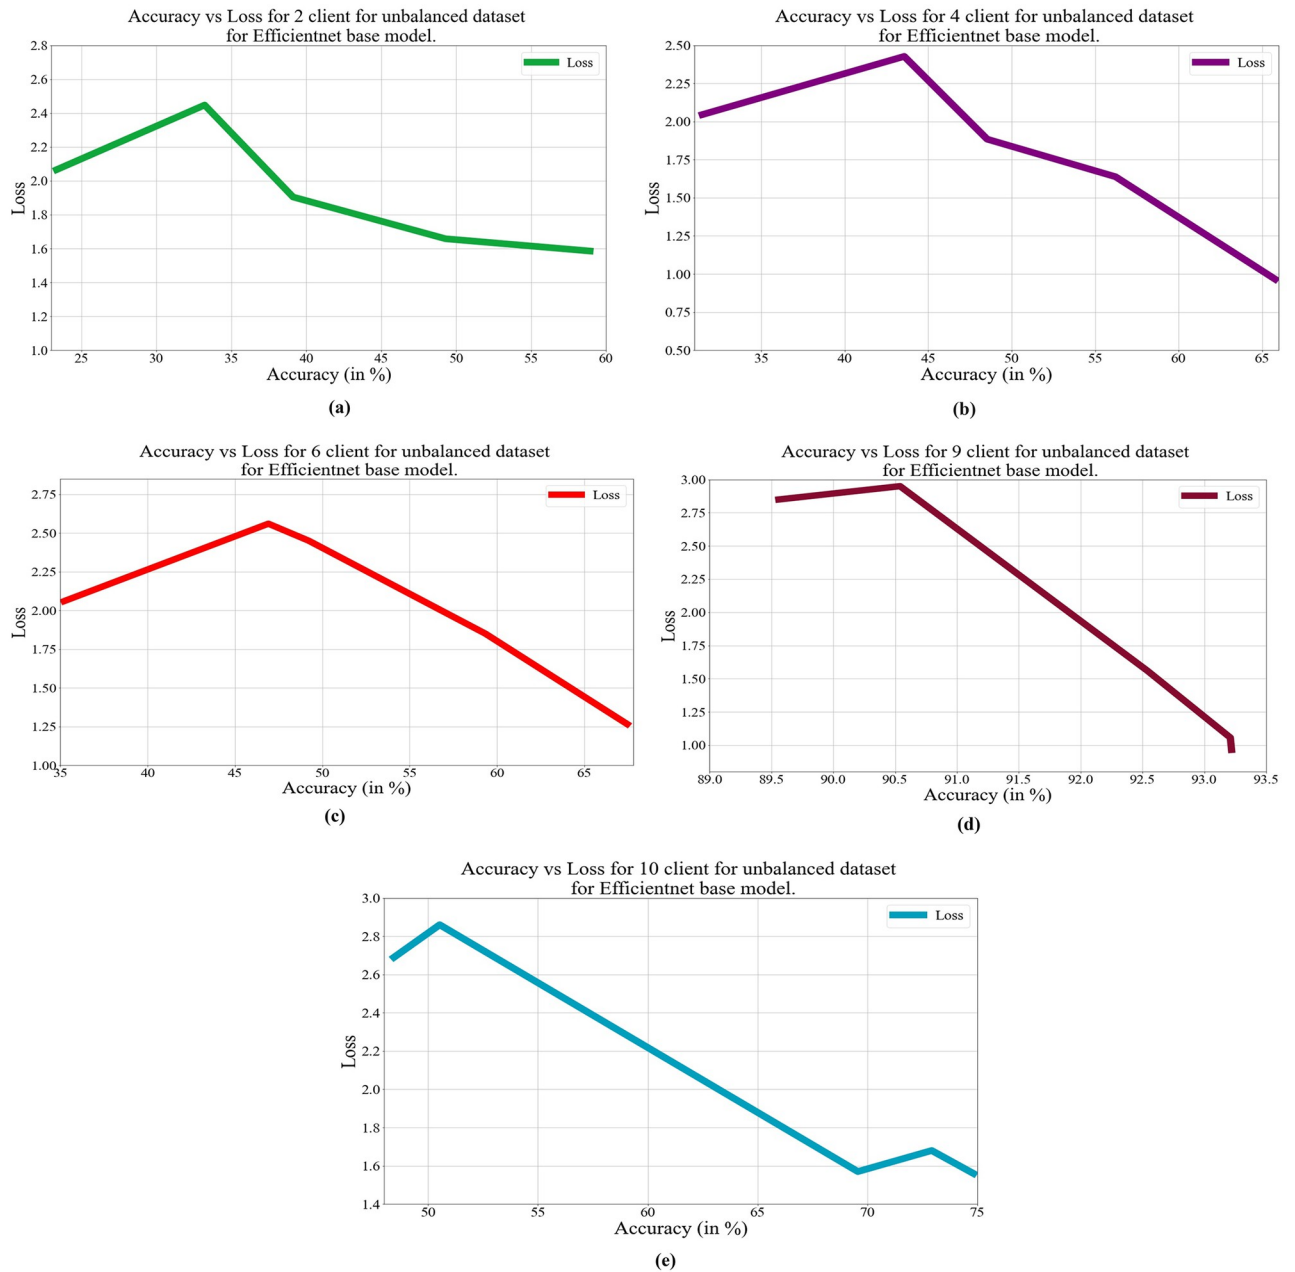 Accuracy vs Loss for 2 client for unbalanced dataset
for Efficientnet base model.
Loss
2.8
2.6
2.4
2.2
2.0
1.8
1.6
1.4
1.2
1.0
Loss
25 30 35 40 45 50 55 60
Accuracy (in %)
(a)
Accuracy vs Loss for 4 client for unbalanced dataset
for Efficientnet base model.
Loss
2.50
2.25
2.00
1.75
1.50
1.25
1.00
0.75
0.50
Loss
35 40 45 50 55 60 65
Accuracy (in %)
(b)
Accuracy vs Loss for 6 client for unbalanced dataset
for Efficientnet base model.
Loss
2.75
2.50
2.25
2.00
1.75
1.50
1.25
1.00
Loss
35 40 45 50 55 60 65
Accuracy (in %)
(c)
Accuracy vs Loss for 9 client for unbalanced dataset
for Efficientnet base model.
Loss
3.00
2.75
2.50
2.25
2.00
1.75
1.50
1.25
1.00
Loss
89.0 89.5 90.0 90.5 91.0 91.5 92.0 92.5 93.0 93.5
Accuracy (in %)
(d)
Accuracy vs Loss for 10 client for unbalanced dataset
for Efficientnet base model.
Loss
3.0
2.8
2.6
2.4
2.2
2.0
1.8
1.6
1.4
Loss
50 55 60 65 70 75
Accuracy (in %)
(e)